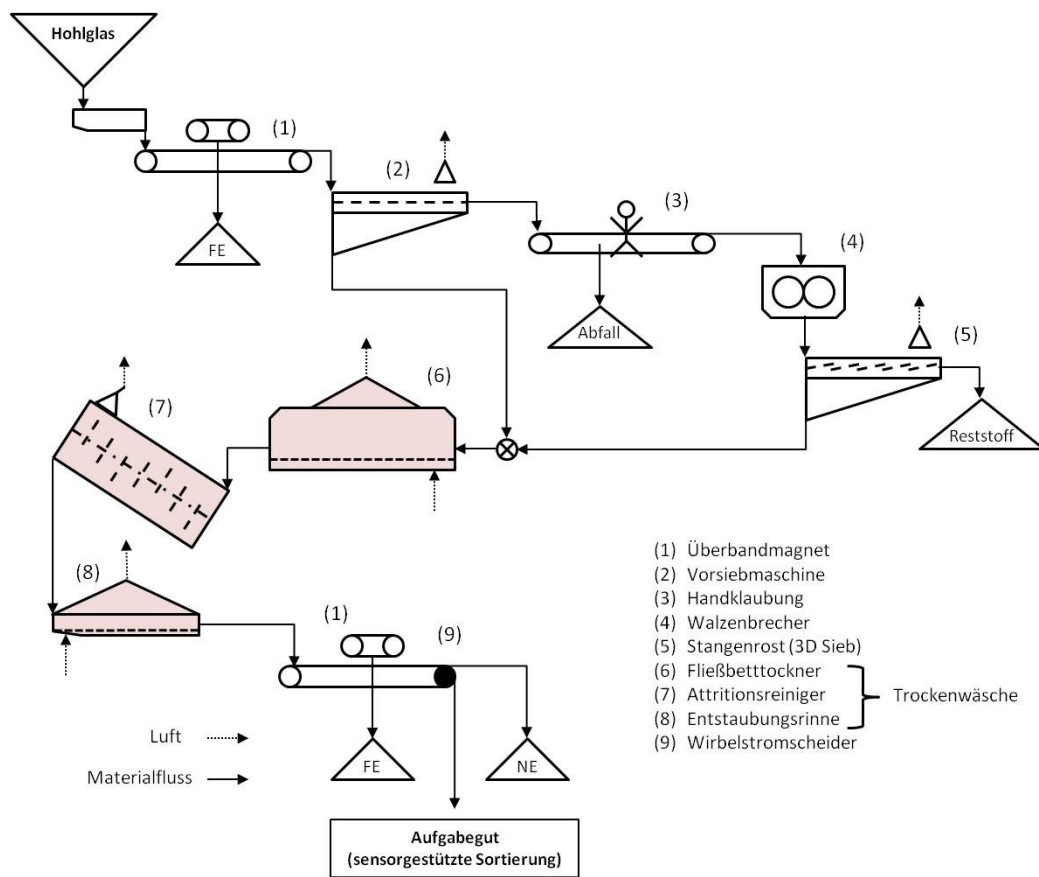 Hohlglas
(1)
(2)
(3)
(4)
FE
Abfall
(5)
(6)
(7)
Reststoff
(8)
(1)
(9)
(1) Überbandmagnet
(2) Vorsiebmaschine
(3) Handklaubung
(4) Walzenbrecher
(5) Stangenrost (3D Sieb)
(6) Fließbetttockner
(7) Attritionsreiniger
(8) Entstaubungsrinne
(9) Wirbelstromscheider
Trockenwäsche
Luft
Materialfluss
FE
NE
Aufgabegut
(sensorgestützte Sortierung)